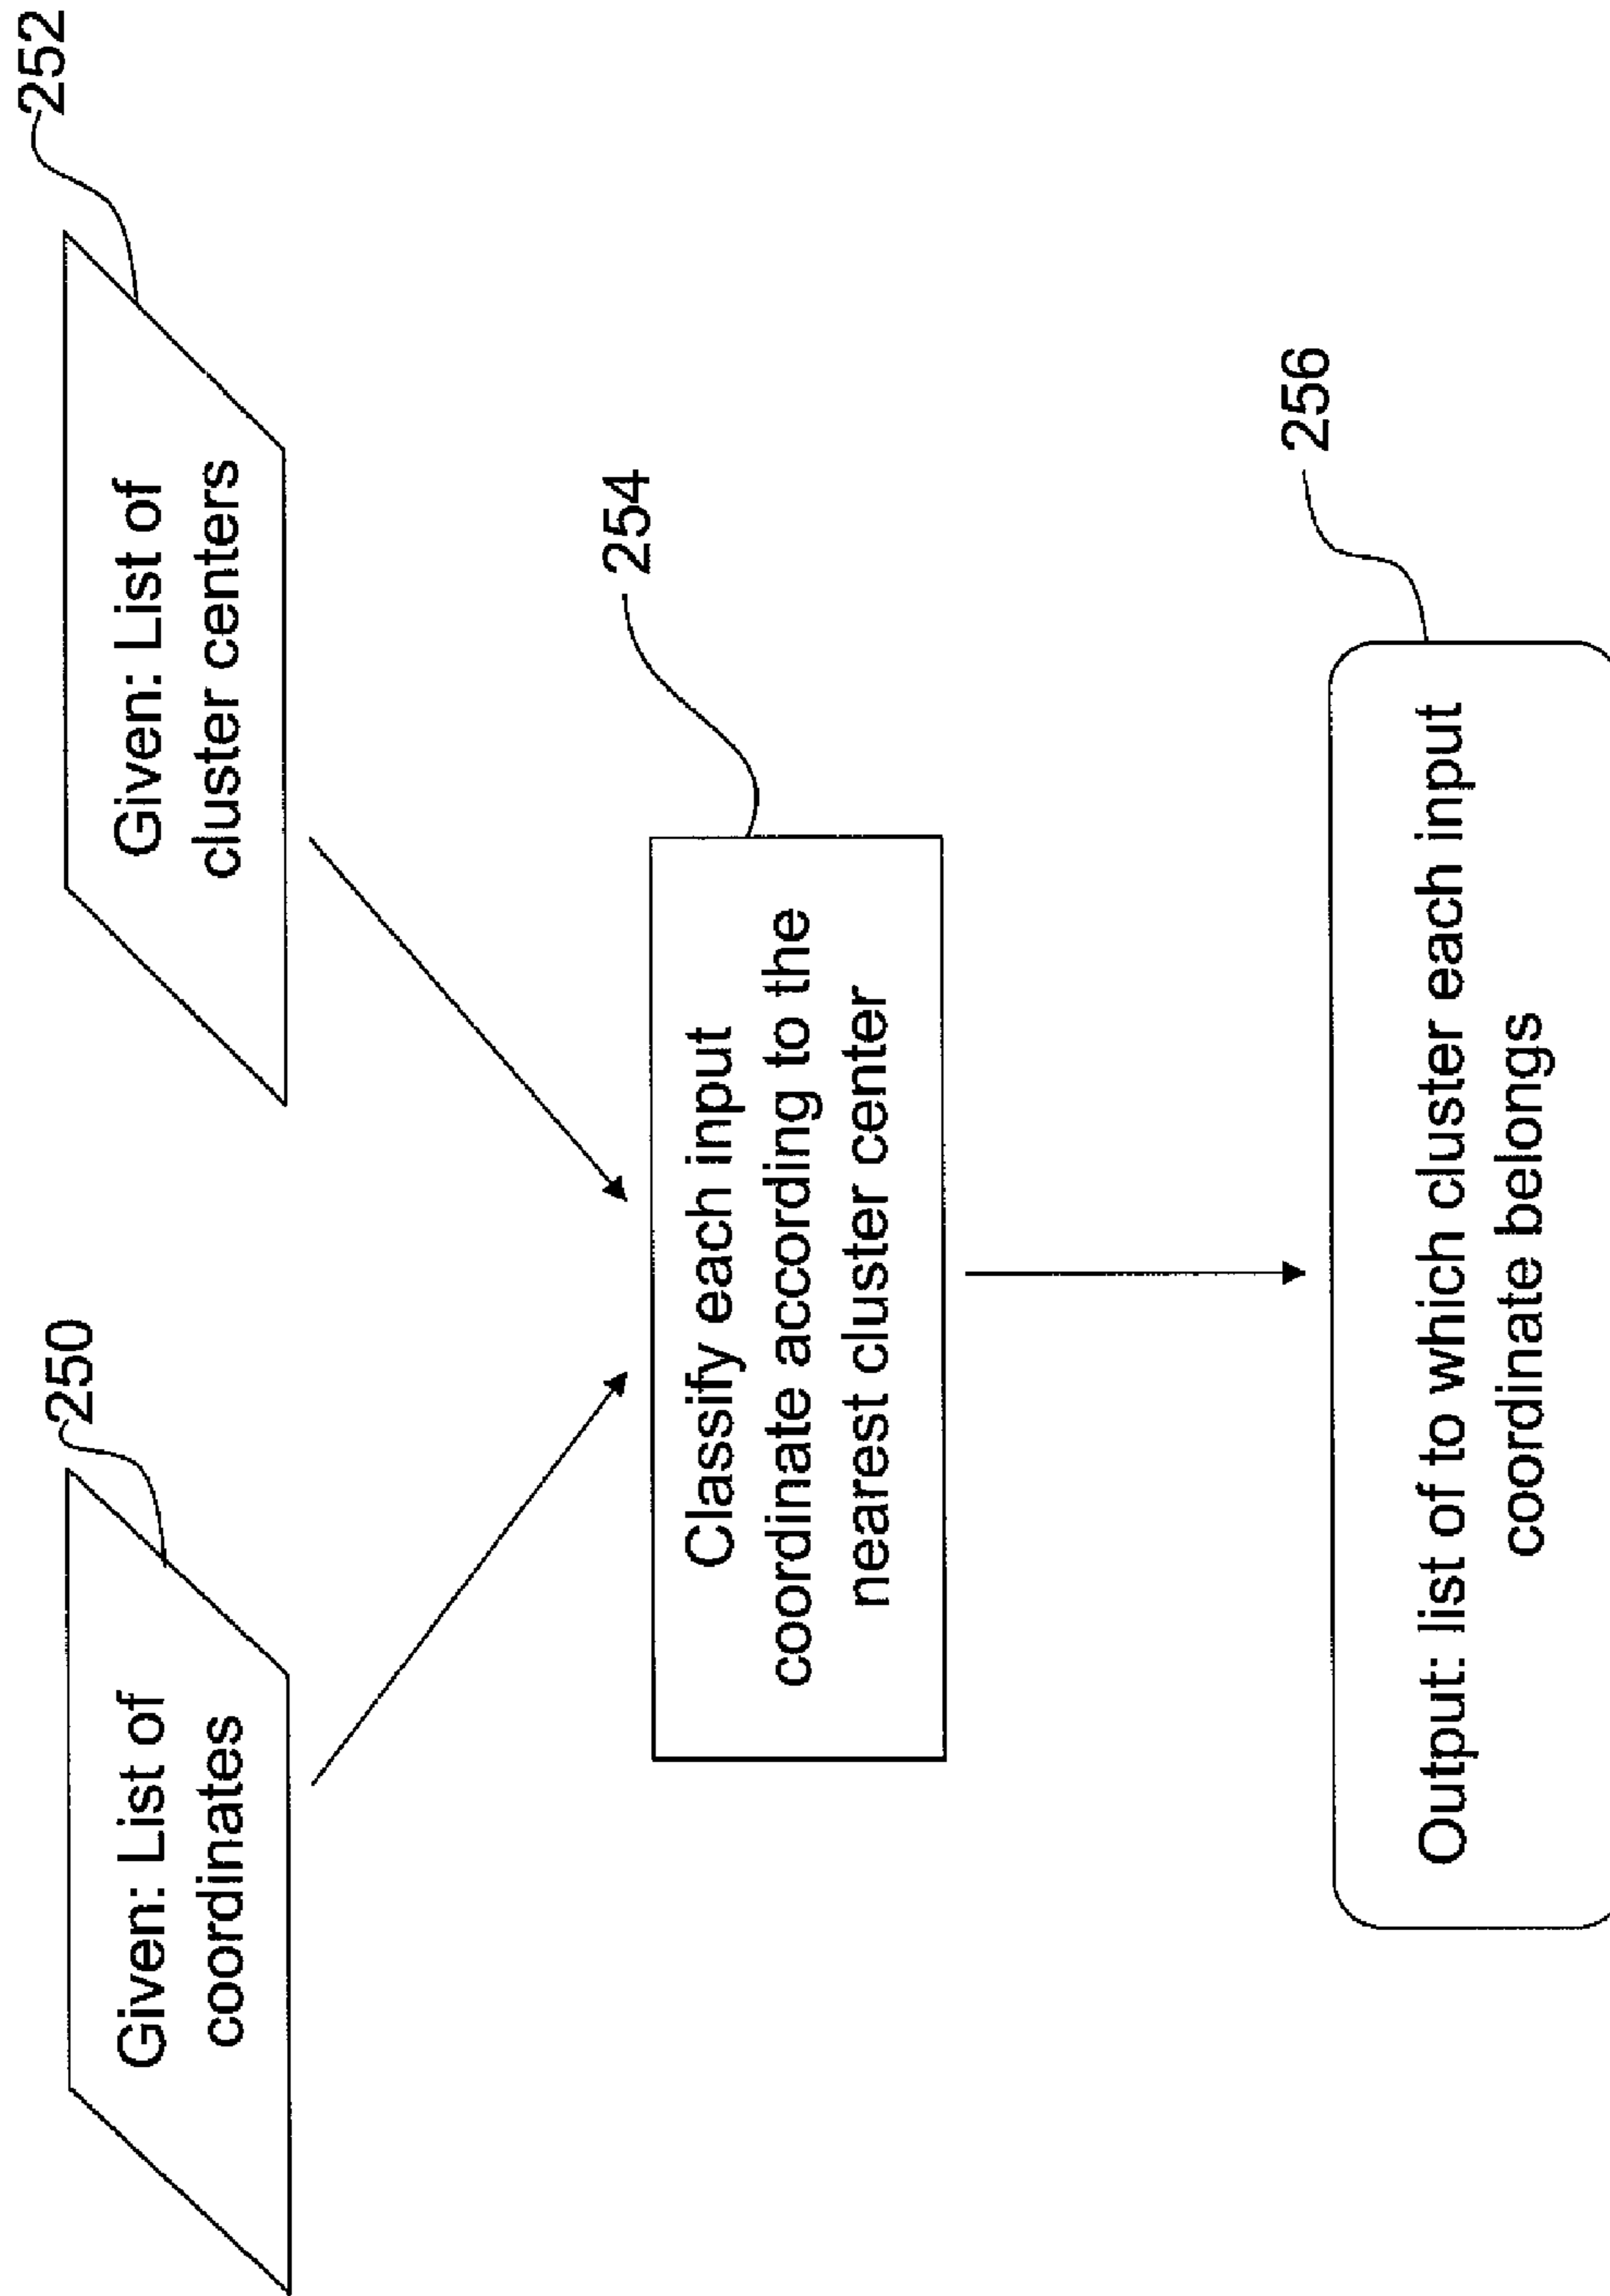 250
Given: List of
coordinates
252
Given: List of
cluster centers
254
Classify each input
coordinate according to the
nearest cluster center
256
Output: list of to which cluster each input
coordinate belongs